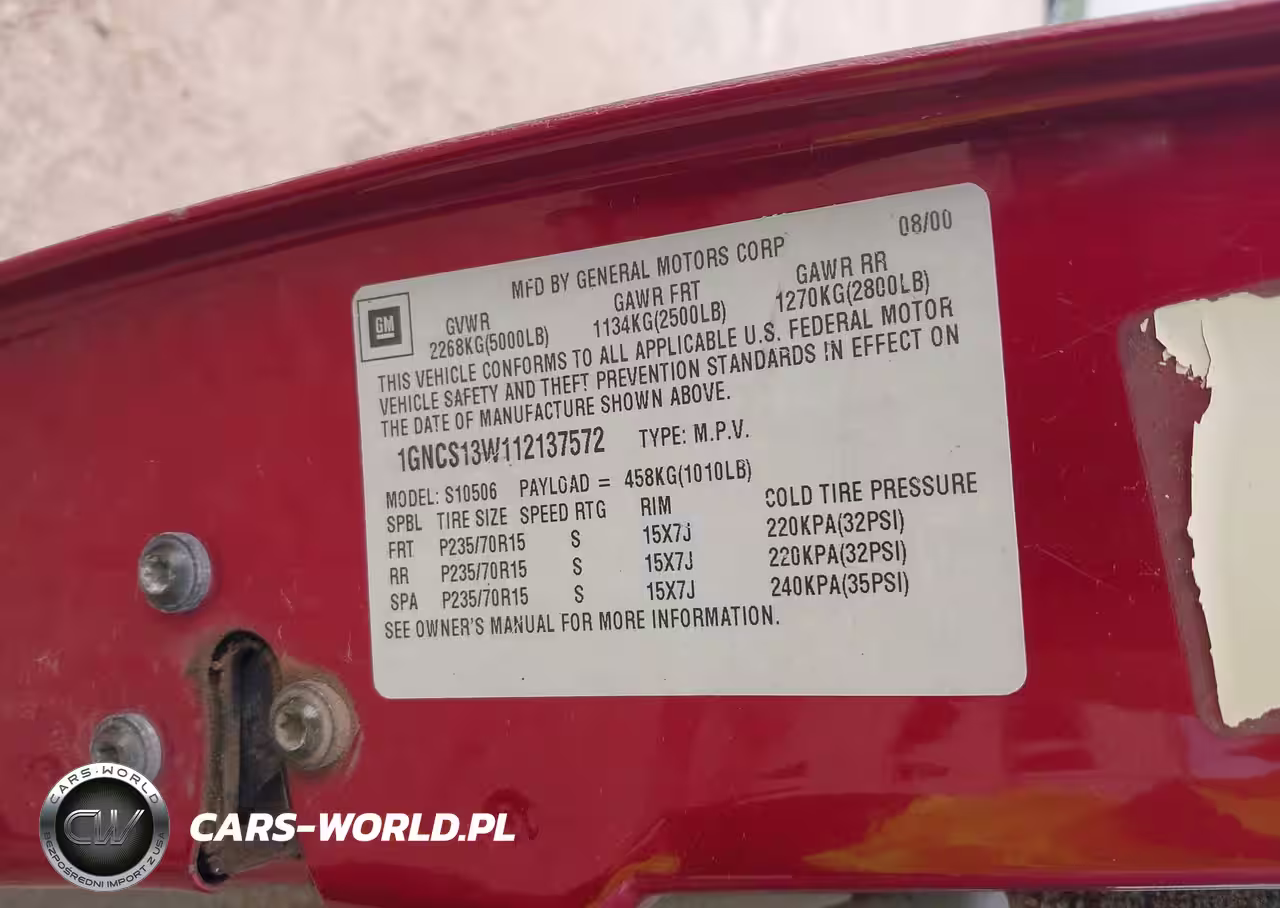 08/00
MFD BY GENERAL MOTORS CORP
GM
GVWR GAWR FRT GAWR RR
2268KG(5000LB) 1134KG(2500LB) 1270KG(2800LB)
THIS VEHICLE CONFORMS TO ALL APPLICABLE U.S. FEDERAL MOTOR
VEHICLE SAFETY AND THEFT PREVENTION STANDARDS IN EFFECT ON
THE DATE OF MANUFACTURE SHOWN ABOVE.
1GNCS13W112137572 TYPE: M.P.V.
MODEL: S10506 PAYLOAD = 458KG(1010LB)
SPBL TIRE SIZE SPEED RTG RIM COLD TIRE PRESSURE
FRT P235/70R15 S 15X7J 220KPA(32PSI)
RR P235/70R15 S 15X7J 220KPA(32PSI)
SPA P235/70R15 S 15X7J 240KPA(35PSI)
SEE OWNER'S MANUAL FOR MORE INFORMATION.
CARS-WORLD
CW
BEZPOŚREDNI IMPORT Z USA
CARS-WORLD.PL